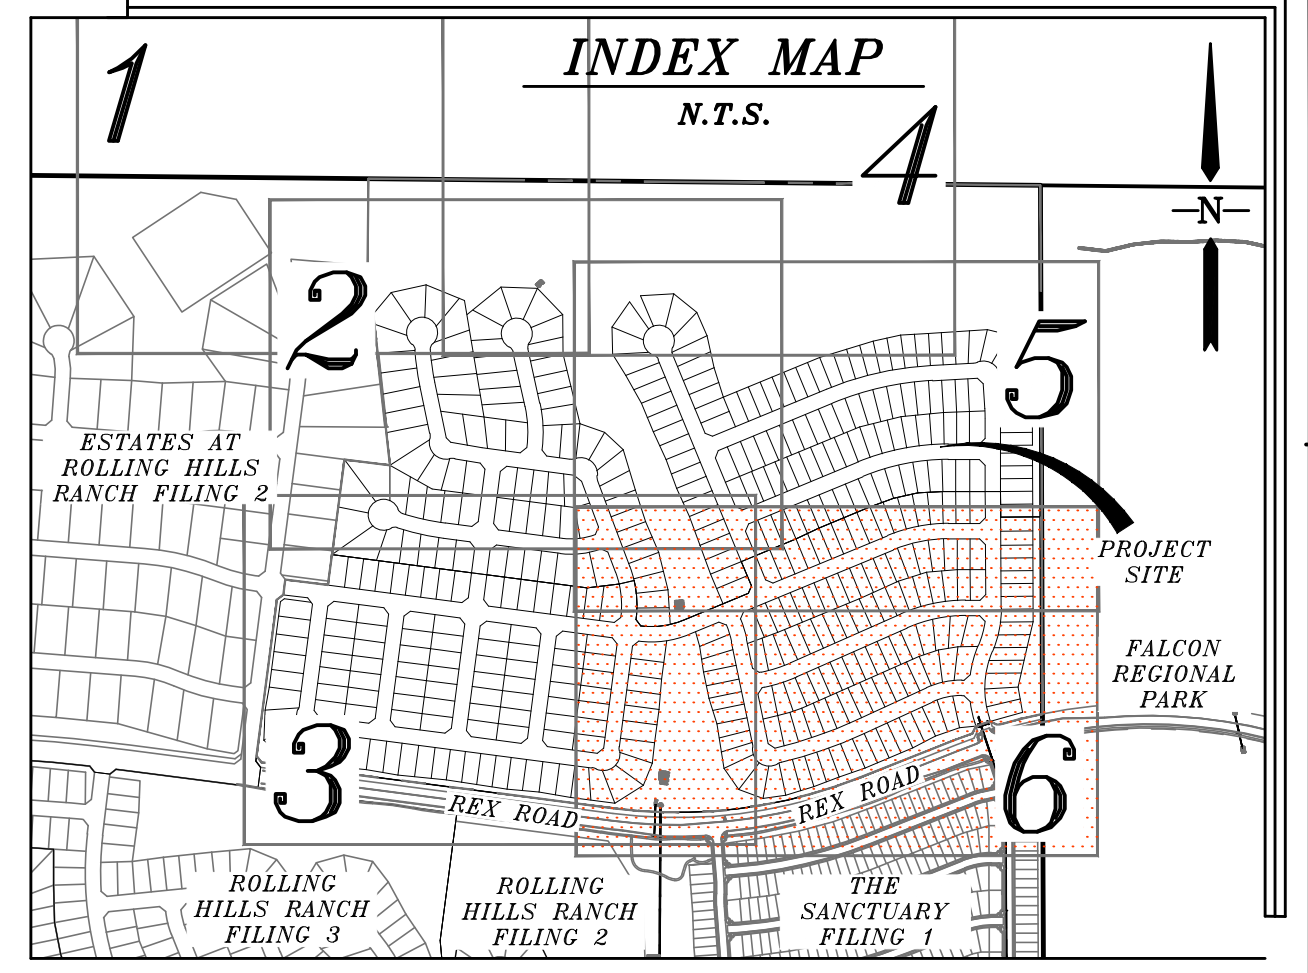 1
INDEX MAP
N.T.S.
4
N
2
5
ESTATES AT
ROLLING HILLS
RANCH FILING 2
PROJECT
SITE
FALCON
REGIONAL
PARK
3
REX ROAD
REX ROAD
6
ROLLING
HILLS RANCH
FILING 3
ROLLING
HILLS RANCH
FILING 2
THE
SANCTUARY
FILING 1